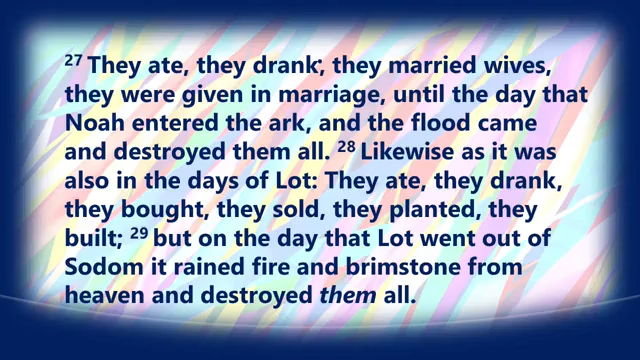 27 They ate, they drank, they married wives,
they were given in marriage, until the day that
Noah entered the ark, and the flood came
and destroyed them all. 28 Likewise as it was
also in the days of Lot: They ate, they drank,
they bought, they sold, they planted, they
built; 29 but on the day that Lot went out of
Sodom it rained fire and brimstone from
heaven and destroyed them all.